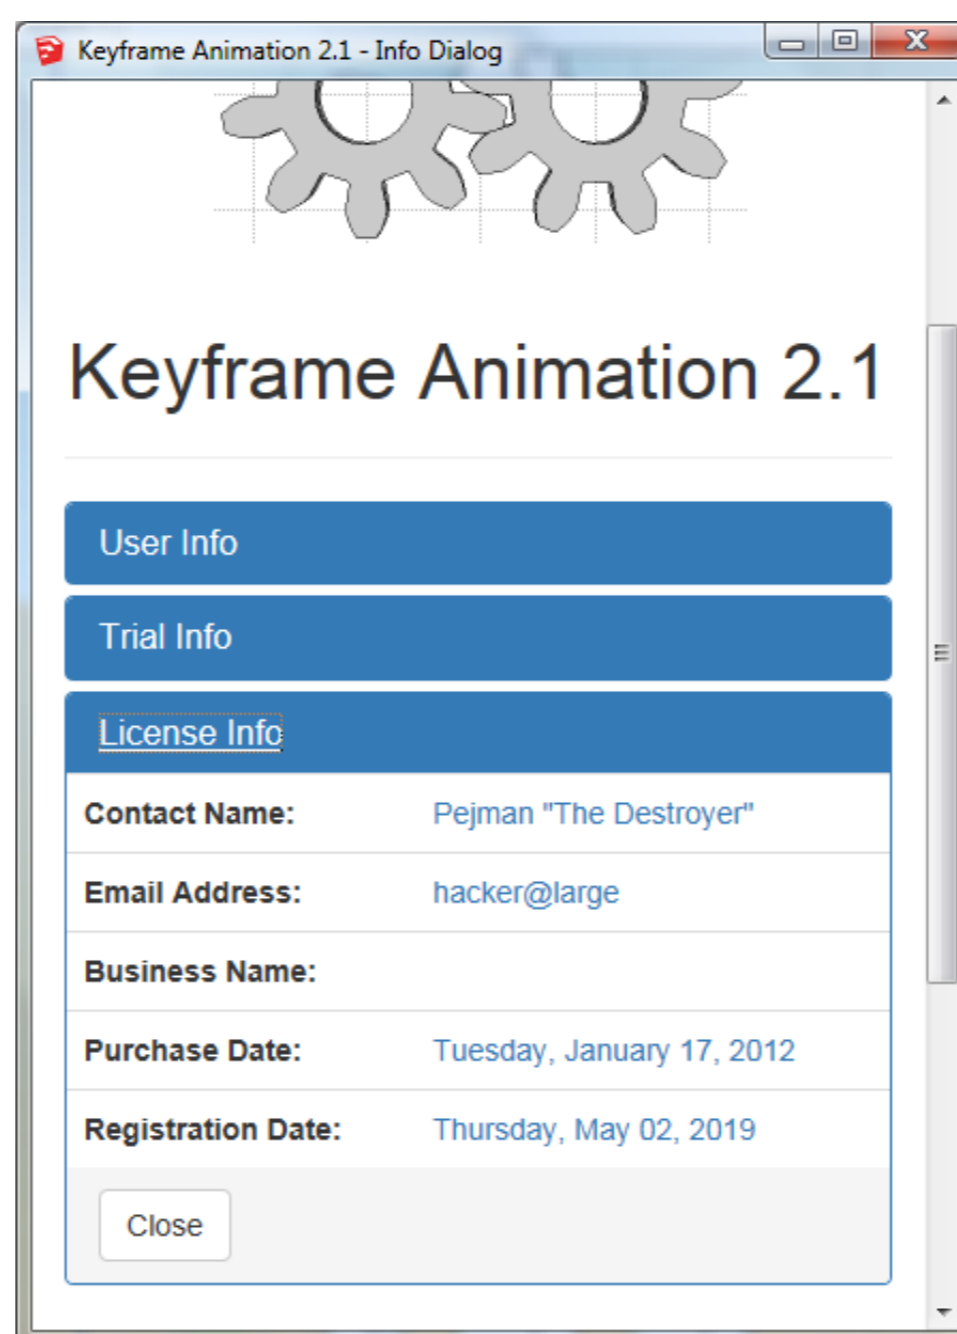 Keyframe Animation 2.1 - Info Dialog
Keyframe Animation 2.1
User Info
Trial Info
License Info
Contact Name: Pejman "The Destroyer"
Email Address: hacker@large
Business Name:
Purchase Date: Tuesday, January 17, 2012
Registration Date: Thursday, May 02, 2019
Close